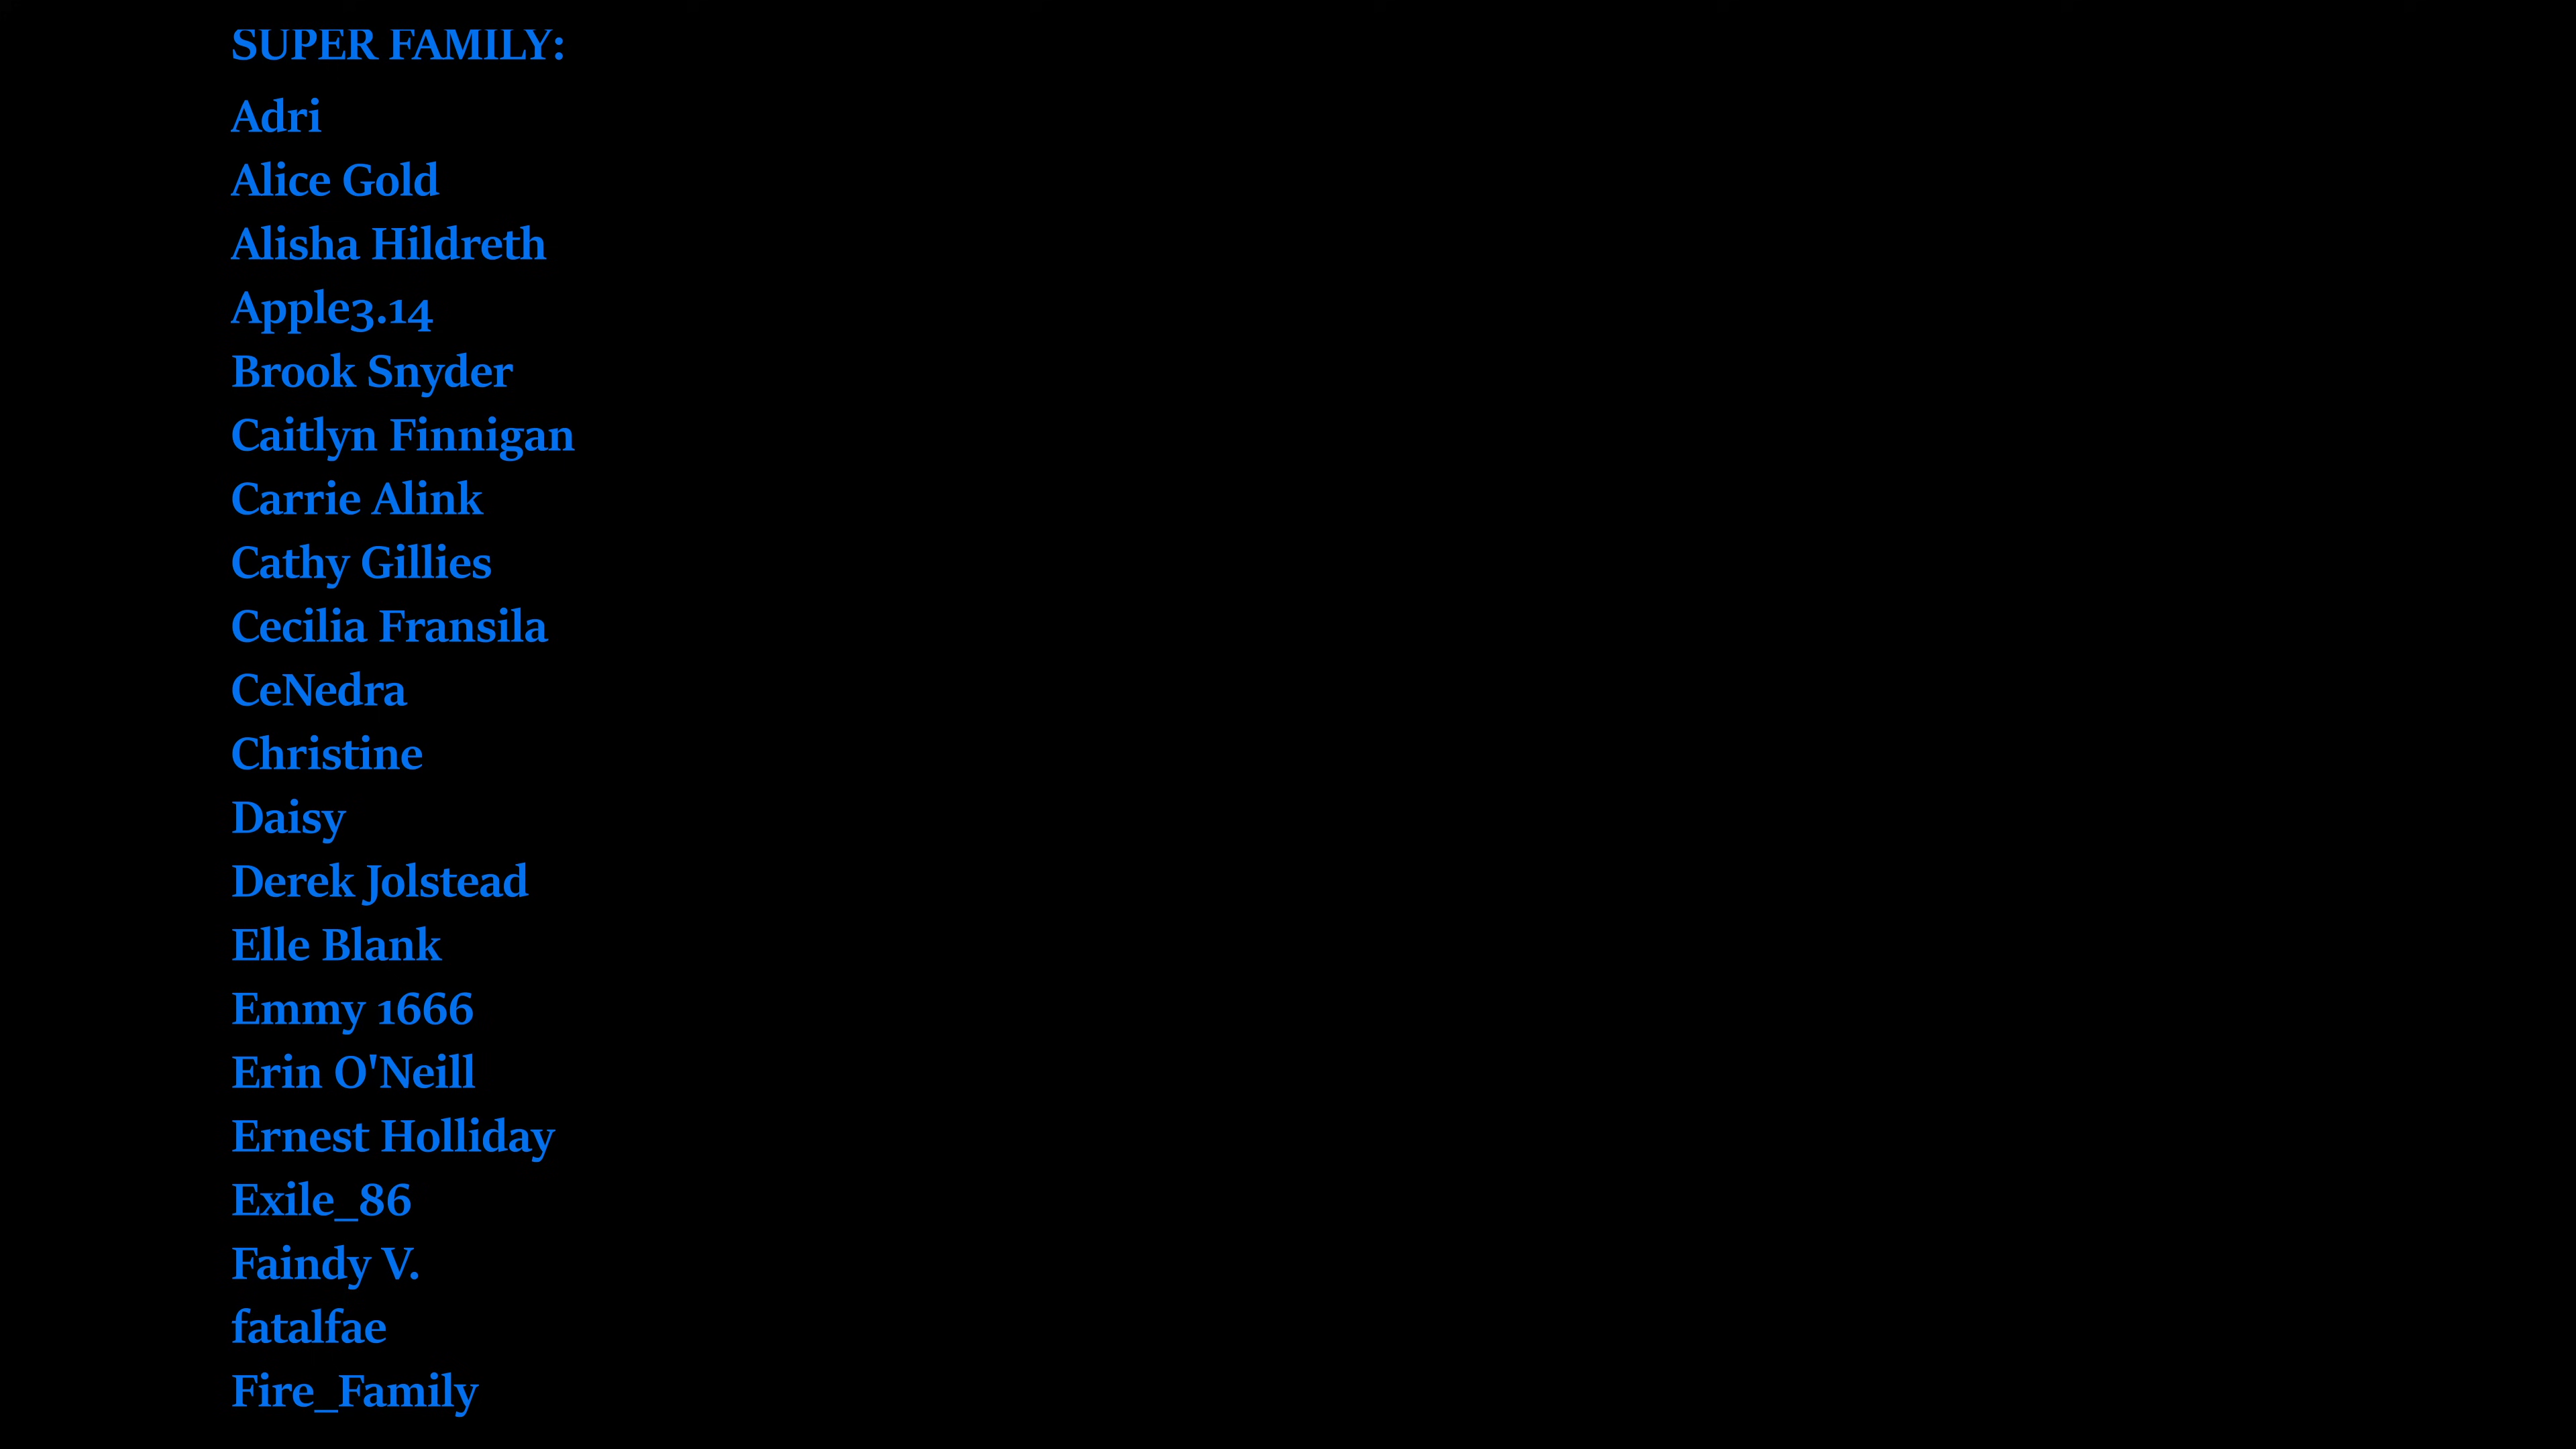 SUPER FAMILY:
Adri
Alice Gold
Alisha Hildreth
Apple3.14
Brook Snyder
Caitlyn Finnigan
Carrie Alink
Cathy Gillies
Cecilia Fransila
CeNedra
Christine
Daisy
Derek Jolstead
Elle Blank
Emmy 1666
Erin O'Neill
Ernest Holliday
Exile_86
Faindy V.
fatalfae
Fire_Family